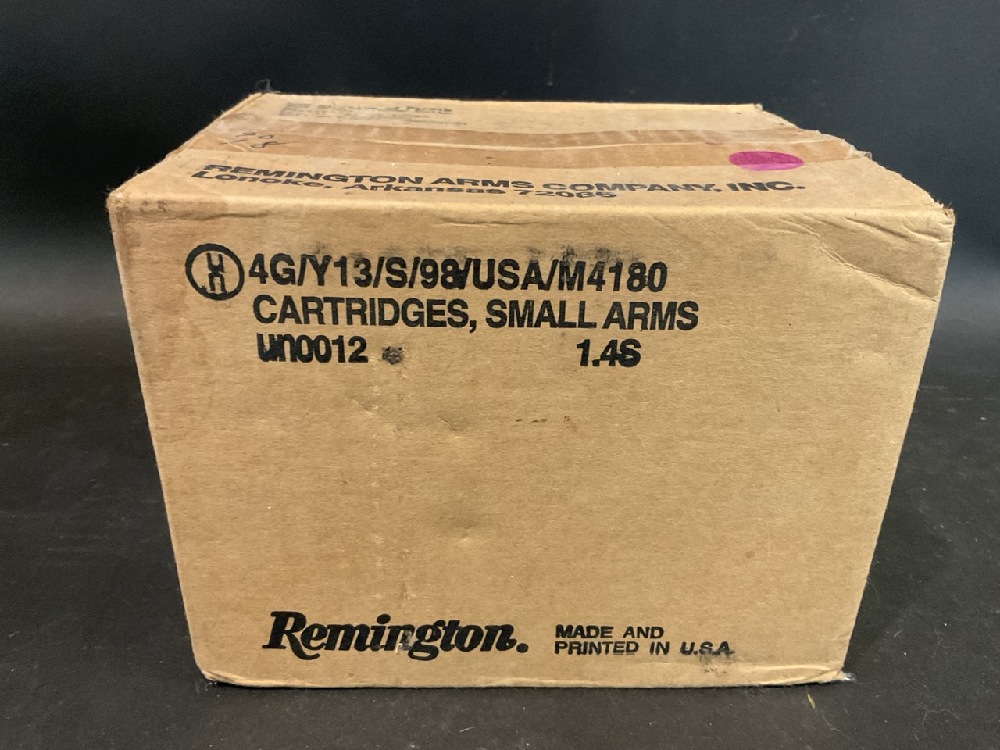 REMINGTON ARMS COMPANY, INC.
Lonoke, Arkansas 72086
un 4G/Y13/S/98/USA/M4180
CARTRIDGES, SMALL ARMS
un0012 1.4S
Remington.
MADE AND
PRINTED IN U.S.A.